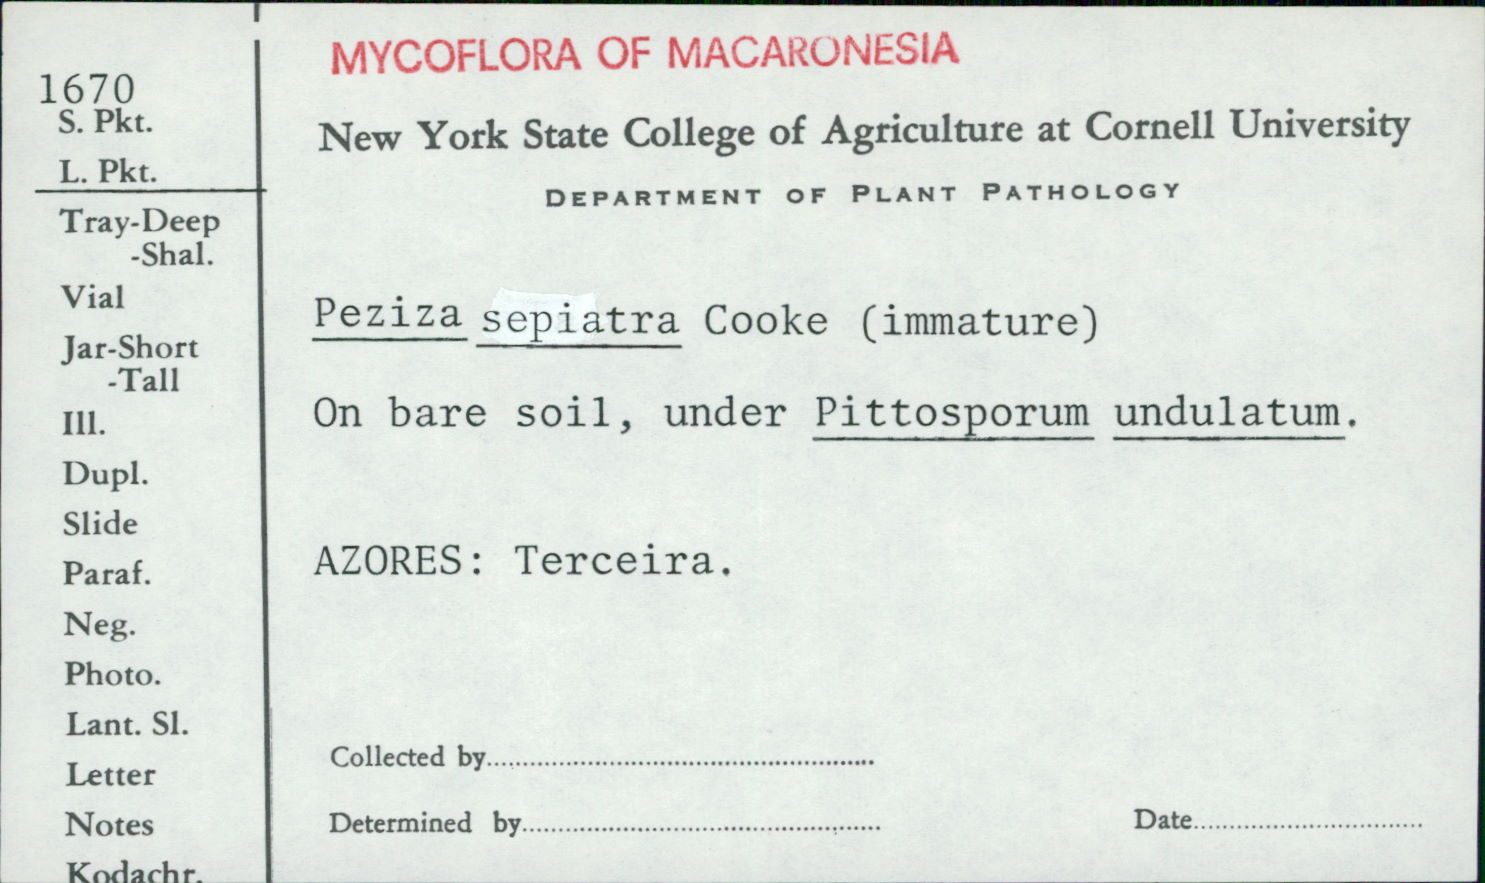 1670
S. Pkt.
L. Pkt.
Tray-Deep
-Shal.
Vial
Jar-Short
-Tall
Ill.
Dupl.
Slide
Paraf.
Neg.
Photo.
Lant. Sl.
Letter
Notes
Kodachr.
MYCOFLORA OF MACARONESIA
New York State College of Agriculture at Cornell University
DEPARTMENT OF PLANT PATHOLOGY
Peziza sepiatra Cooke (immature)
On bare soil, under Pittosporum undulatum.
AZORES: Terceira.
Collected by
Determined by
Date